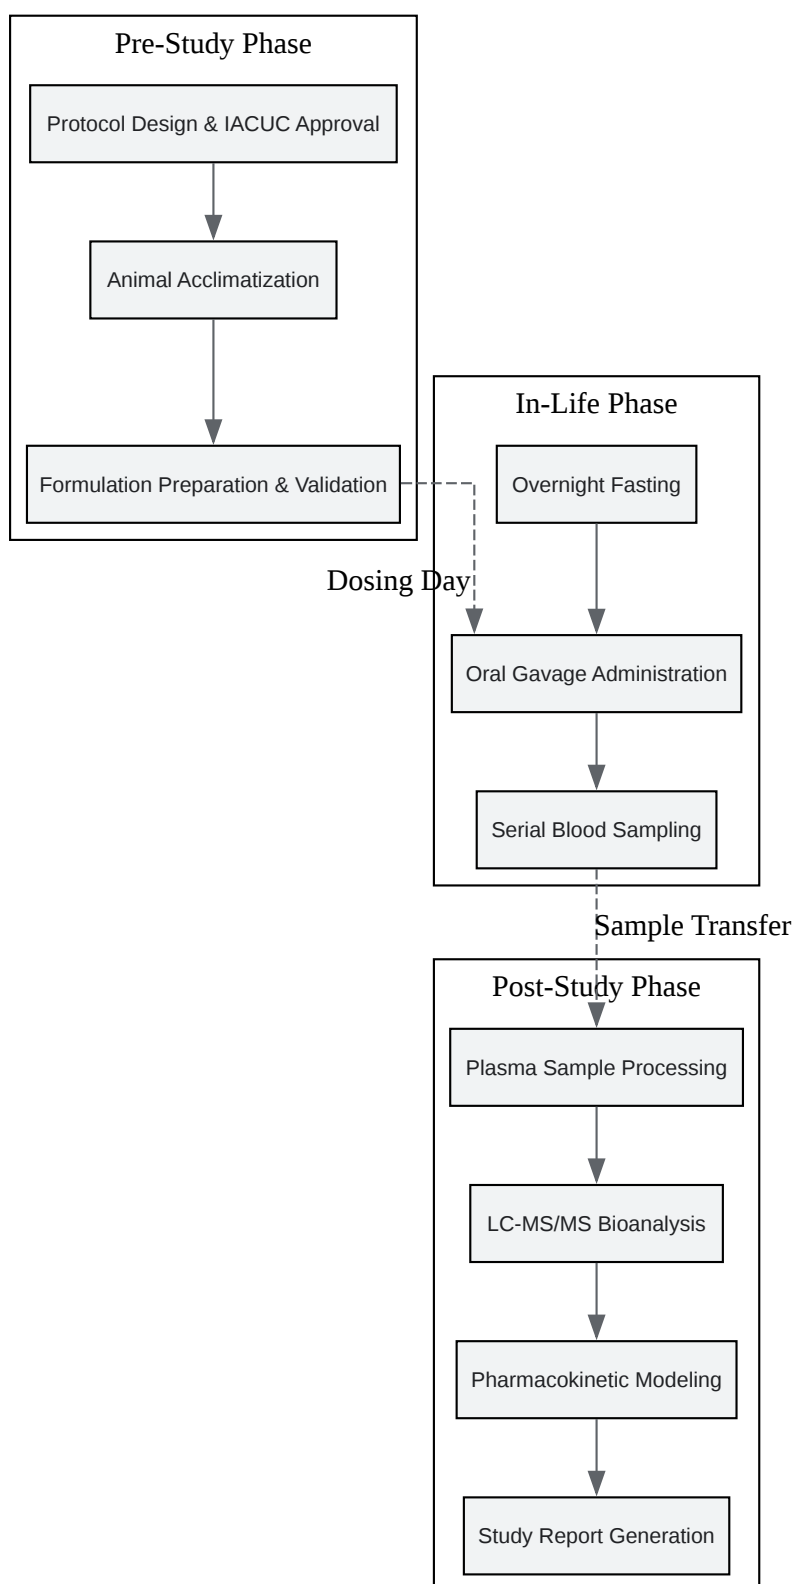 Pre-Study Phase
Protocol Design & IACUC Approval
Animal Acclimatization
Formulation Preparation & Validation
In-Life Phase
Overnight Fasting
Dosing Day
Oral Gavage Administration
Serial Blood Sampling
Sample Transfer
Post-Study Phase
Plasma Sample Processing
LC-MS/MS Bioanalysis
Pharmacokinetic Modeling
Study Report Generation